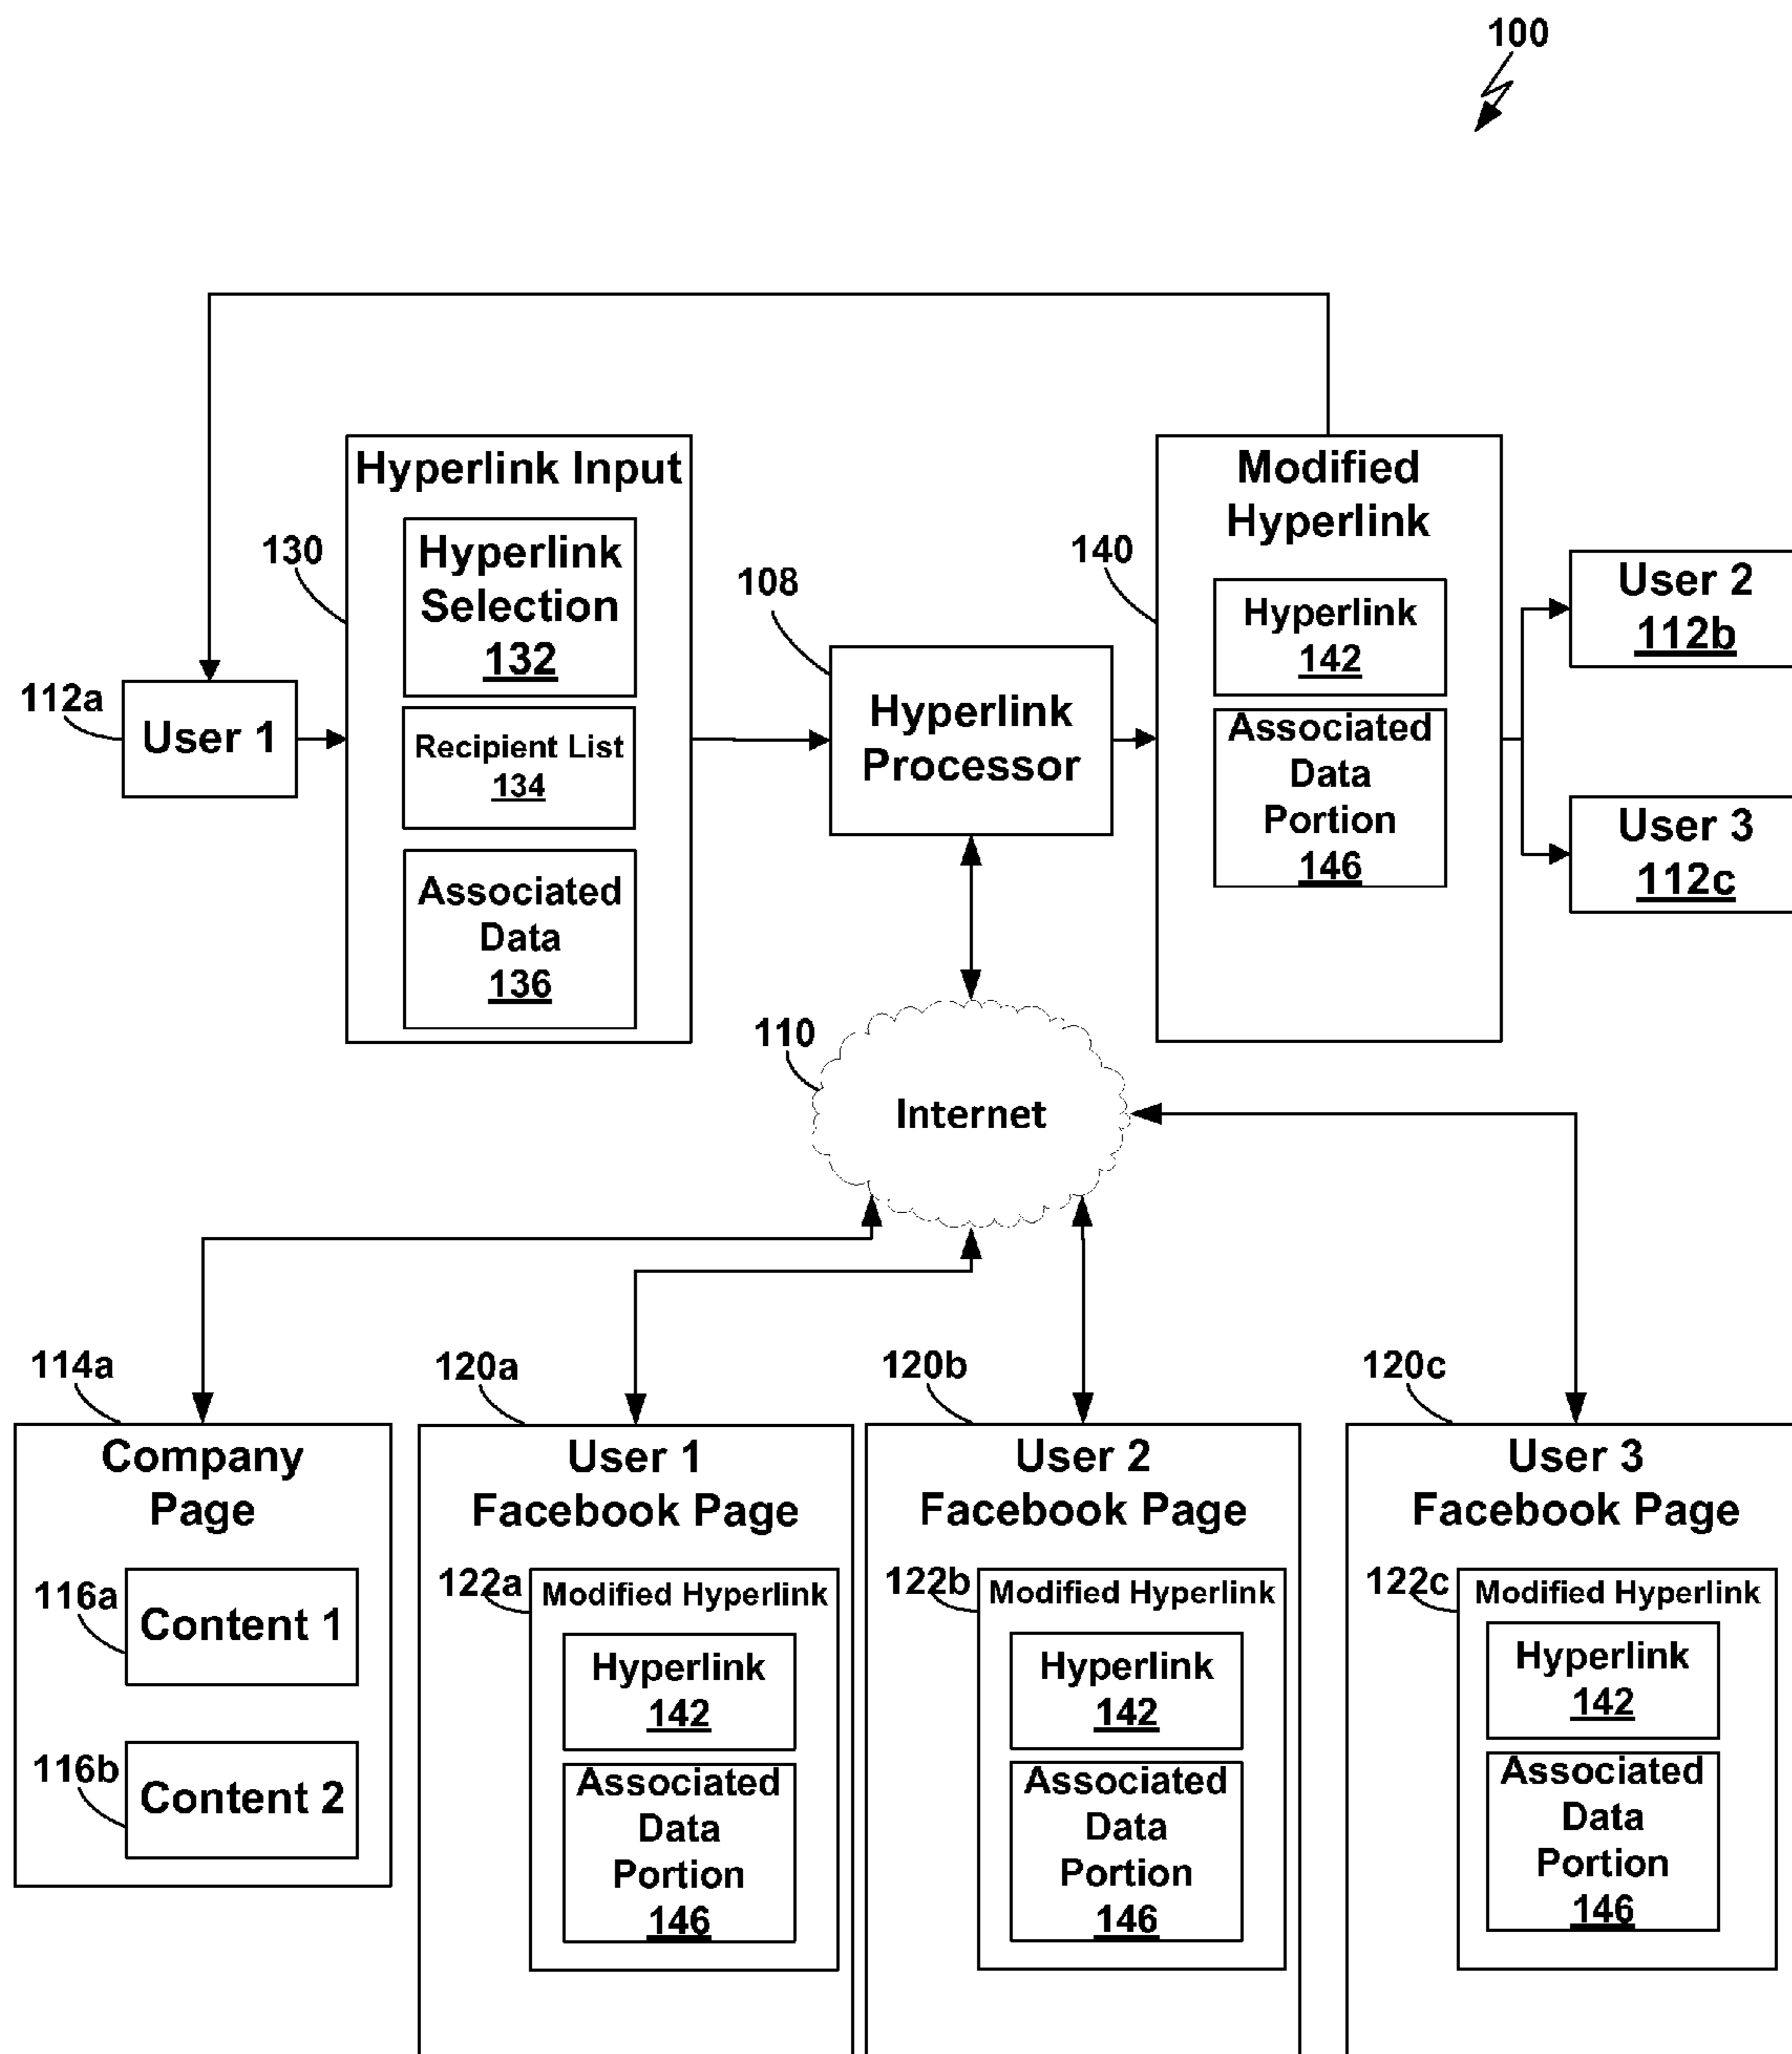 100
Hyperlink Input
Hyperlink
Selection
132
Recipient List
134
Associated
Data
136
130
112a
User 1
108
Hyperlink
Processor
140
Modified
Hyperlink
Hyperlink
142
Associated
Data
Portion
146
User 2
112b
User 3
112c
110
Internet
114a
Company
Page
116a
Content 1
116b
Content 2
120a
User 1
Facebook Page
122a
Modified Hyperlink
Hyperlink
142
Associated
Data
Portion
146
120b
User 2
Facebook Page
122b
Modified Hyperlink
Hyperlink
142
Associated
Data
Portion
146
120c
User 3
Facebook Page
122c
Modified Hyperlink
Hyperlink
142
Associated
Data
Portion
146